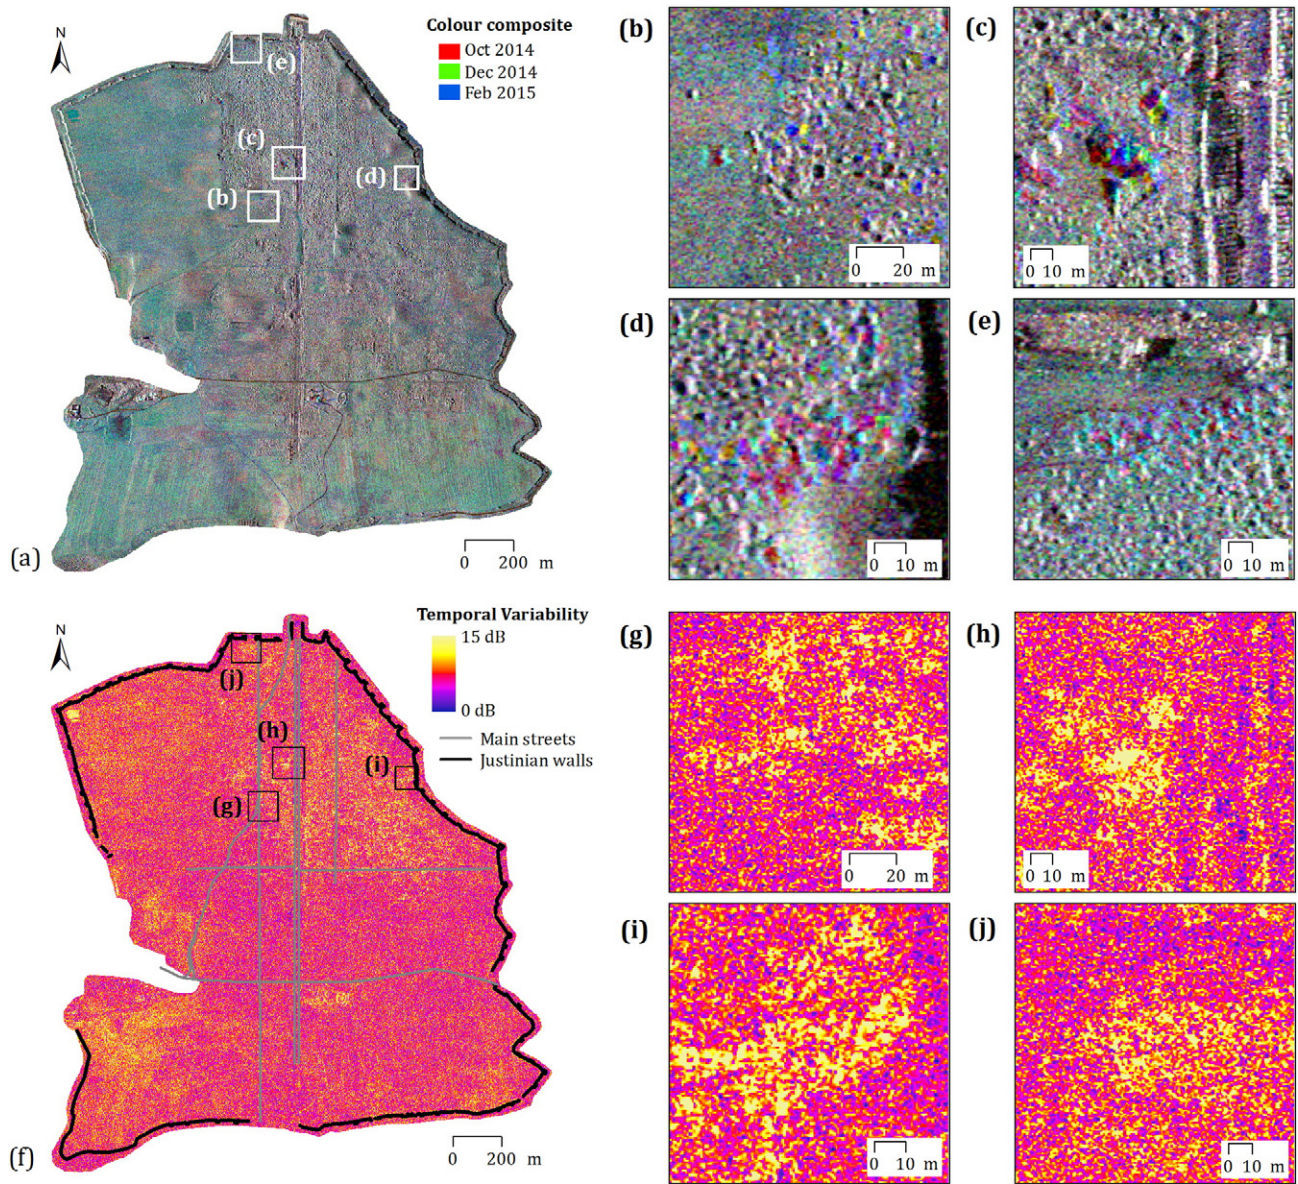 N
Colour composite
Oct 2014
Dec 2014
Feb 2015
(e)
(c)
(d)
(b)
(a)
0 200 m
(b)
0 20 m
(c)
0 10 m
(d)
0 10 m
(e)
0 10 m
N
Temporal Variability
15 dB
0 dB
Main streets
Justinian walls
(j)
(h)
(i)
(g)
(f)
0 200 m
(g)
0 20 m
(h)
0 10 m
(i)
0 10 m
(j)
0 10 m